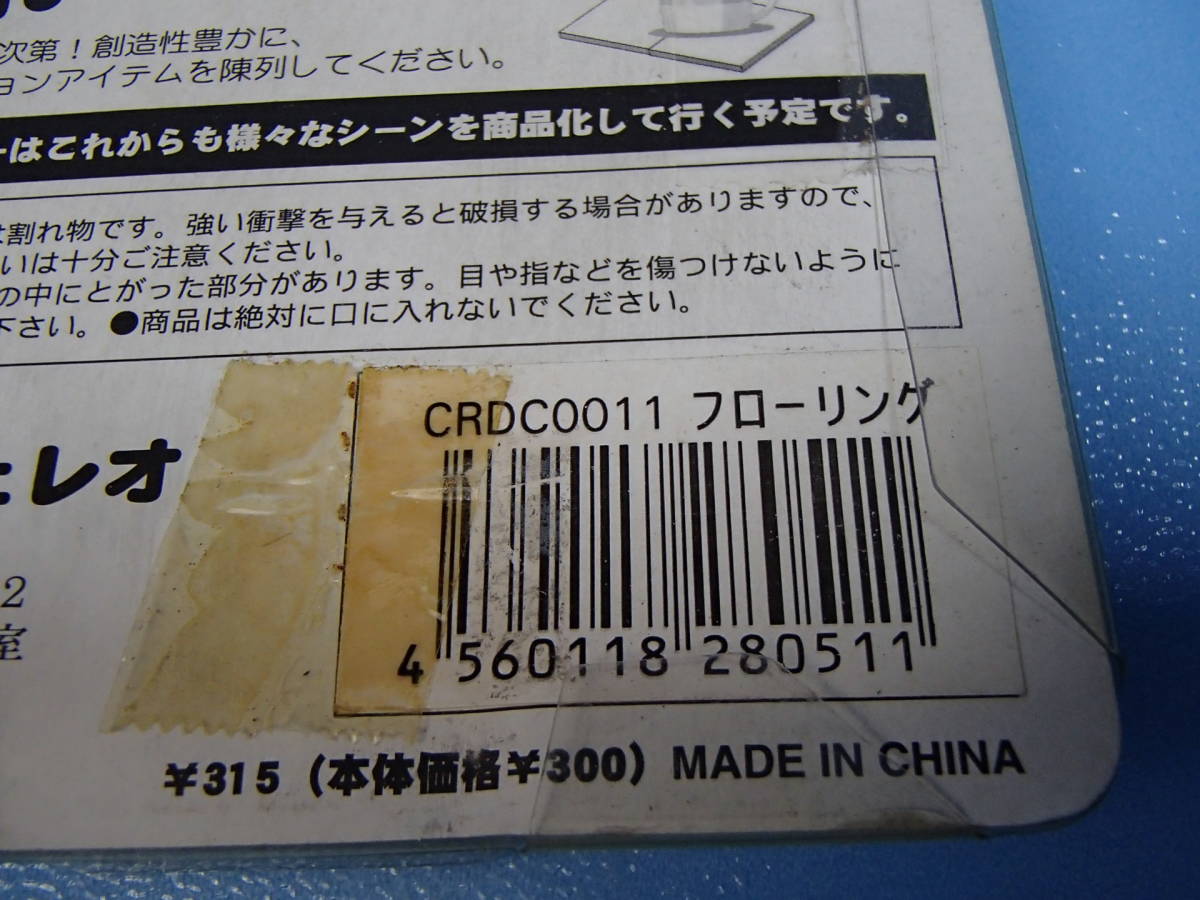 次第！創造性豊かに、
ョンアイテムを陳列してください。
ーはこれからも様々なシーンを商品化して行く予定です。
割れ物です。強い衝撃を与えると破損する場合がありますので、
いは十分ご注意ください。
の中にとがった部分があります。目や指などを傷つけないように
下さい。●商品は絶対に口に入れないでください。
CRDC0011 フローリング
レオ
2
室
4 560118 280511
¥315（本体価格¥300）MADE IN CHINA